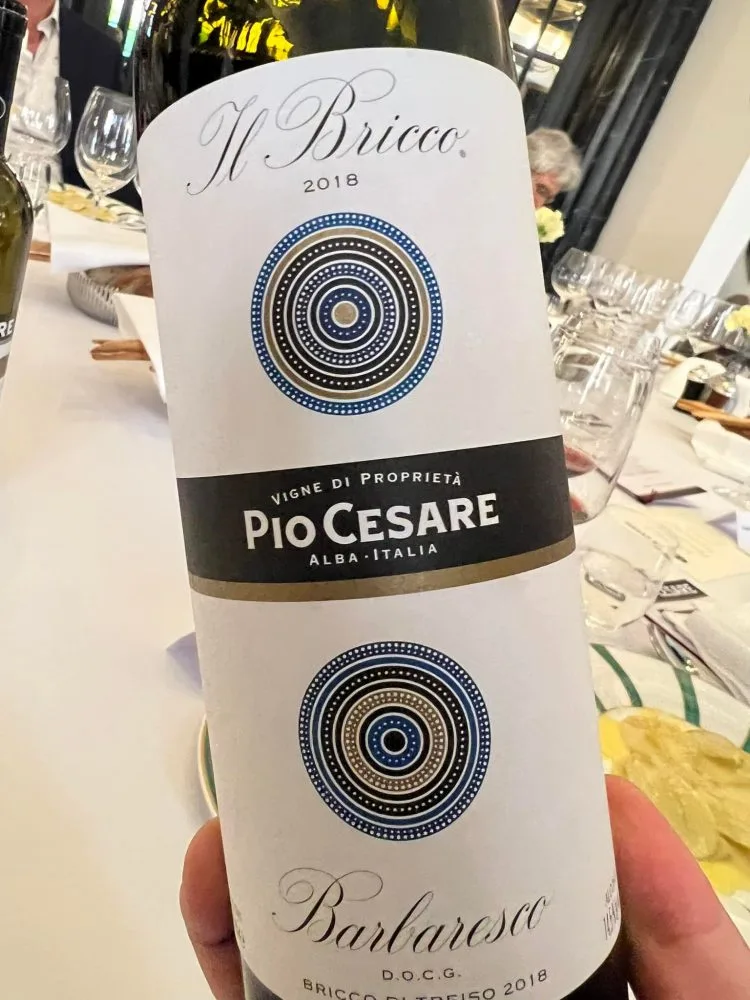 Il Bricco
2018
VIGNE DI PROPRIETÀ
PIO CESARE
ALBA · ITALIA
Barbaresco
D.O.C.G.
BRICCO DI TREISO 2018